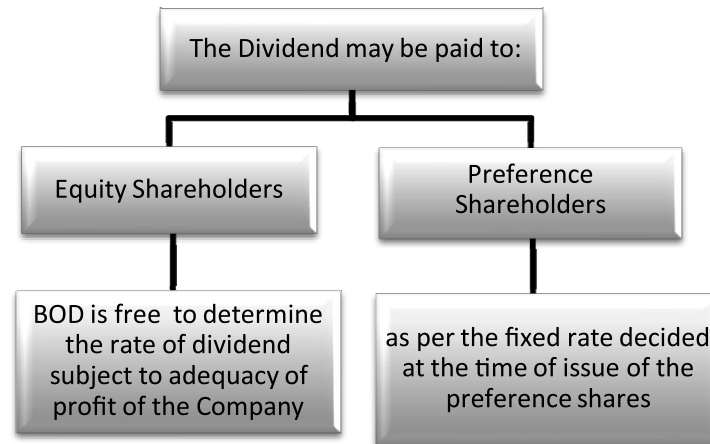 The Dividend may be paid to:
Equity Shareholders
Preference
Shareholders
BOD is free  to determine
the rate of dividend
subject to adequacy of
profit of the Company
as per the fixed rate decided
at the time of issue of the
preference shares